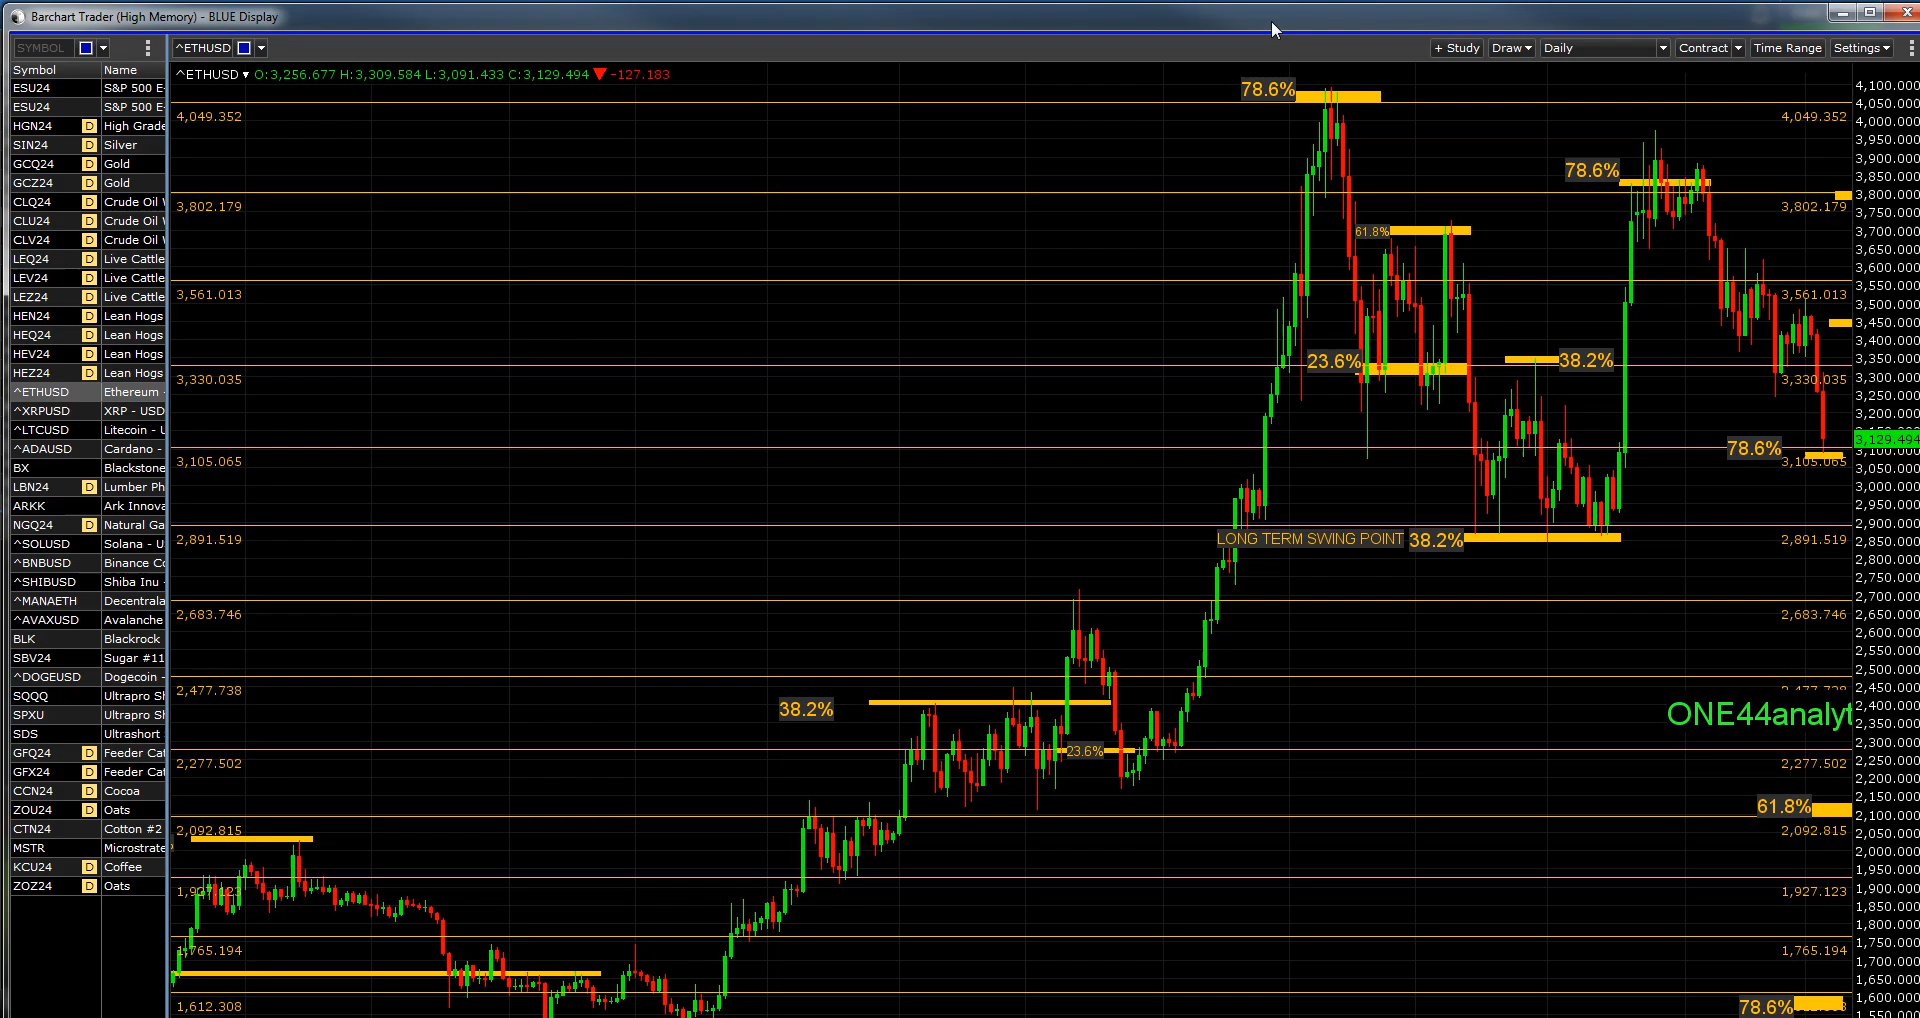 Barchart Trader (High Memory) - BLUE Display
SYMBOL
^ETHUSD
+ Study Draw Daily Contract Time Range Settings
Symbol Name
ESU24 S&P 500 E-
ESU24 S&P 500 E-
HGN24 D High Grade
SIN24 D Silver
GCQ24 D Gold
GCZ24 D Gold
CLQ24 D Crude Oil
CLU24 D Crude Oil
CLV24 D Crude Oil
LEQ24 D Live Cattle
LEV24 D Live Cattle
LEZ24 D Live Cattle
HEN24 D Lean Hogs
HEQ24 D Lean Hogs
HEV24 D Lean Hogs
HEZ24 D Lean Hogs
^ETHUSD Ethereum -
^XRPUSD XRP - USD
^LTCUSD Litecoin -
^ADAUSD Cardano -
BX Blackstone
LBN24 D Lumber Ph
ARKK Ark Innova
NGQ24 D Natural Ga
^SOLUSD Solana - U
^BNBUSD Binance Co
^SHIBUSD Shiba Inu -
^MANAETH Decentrala
^AVAXUSD Avalanche
BLK Blackrock
SBV24 Sugar #11
^DOGEUSD Dogecoin -
SQQQ Ultrapro Sh
SPXU Ultrapro Sh
SDS Ultrashort
GFQ24 D Feeder Cat
GFX24 D Feeder Cat
CCN24 D Cocoa
ZOU24 D Oats
CTN24 Cotton #2
MSTR Microstrate
KCU24 D Coffee
ZOZ24 D Oats
^ETHUSD O:3,256.677 H:3,309.584 L:3,091.433 C:3,129.494 -127.183
78.6%
4,049.352 4,049.352
78.6%
3,802.179 3,802.179
61.8%
3,561.013 3,561.013
23.6% 38.2%
3,330.035 3,330.035
78.6%
3,105.065 3,105.065
LONG TERM SWING POINT 38.2%
2,891.519 2,891.519
2,683.746 2,683.746
2,477.738 2,477.738
38.2%
ONE44analyt
23.6%
2,277.502 2,277.502
61.8%
2,092.815 2,092.815
1,927.123 1,927.123
1,765.194 1,765.194
1,612.308
78.6%
4,100.000
4,050.000
4,000.000
3,950.000
3,900.000
3,850.000
3,800.000
3,750.000
3,700.000
3,650.000
3,600.000
3,550.000
3,500.000
3,450.000
3,400.000
3,350.000
3,300.000
3,250.000
3,200.000
3,129.494
3,100.000
3,050.000
3,000.000
2,950.000
2,900.000
2,850.000
2,800.000
2,750.000
2,700.000
2,650.000
2,600.000
2,550.000
2,500.000
2,450.000
2,400.000
2,350.000
2,300.000
2,250.000
2,200.000
2,150.000
2,100.000
2,050.000
2,000.000
1,950.000
1,900.000
1,850.000
1,800.000
1,750.000
1,700.000
1,650.000
1,600.000
1,550.000